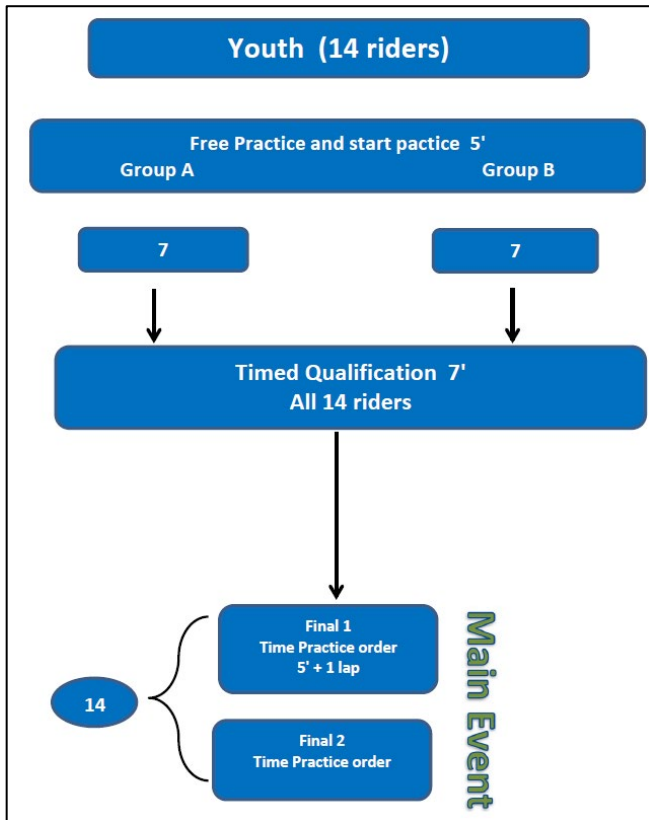 Youth (14 riders)
Free Practice and start pactice 5'
Group A Group B
7 7
Timed Qualification 7'
All 14 riders
Final 1
Time Practice order
5' + 1 lap
14
Final 2
Time Practice order
Main Event